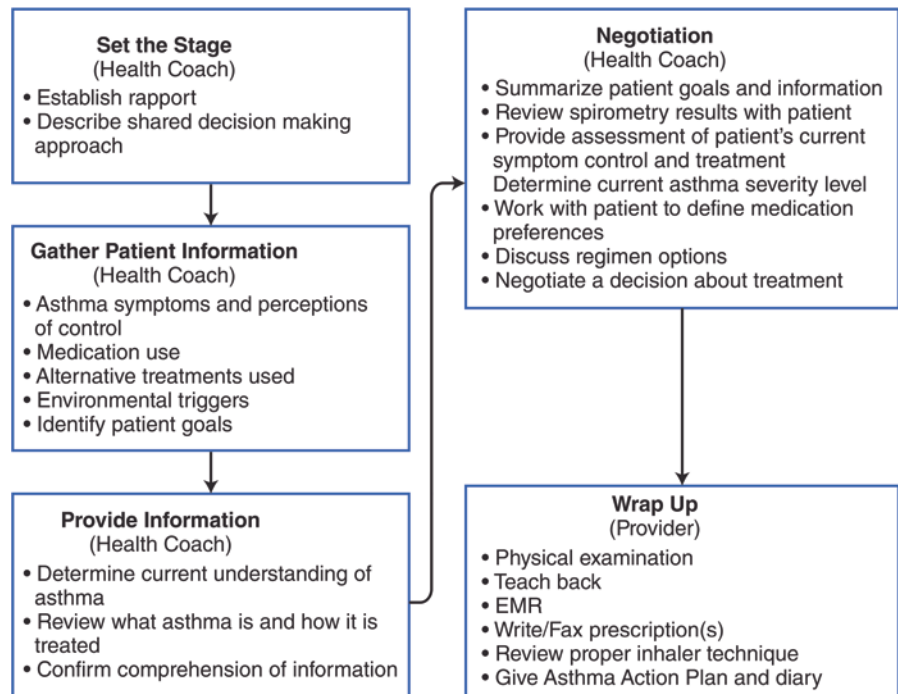 Set the Stage
(Health Coach)
• Establish rapport
• Describe shared decision making
approach
Gather Patient Information
(Health Coach)
• Asthma symptoms and perceptions
of control
• Medication use
• Alternative treatments used
• Environmental triggers
• Identify patient goals
Provide Information
(Health Coach)
• Determine current understanding of
asthma
• Review what asthma is and how it is
treated
• Confirm comprehension of information
Negotiation
(Health Coach)
• Summarize patient goals and information
• Review spirometry results with patient
• Provide assessment of patient's current
symptom control and treatment
Determine current asthma severity level
• Work with patient to define medication
preferences
• Discuss regimen options
• Negotiate a decision about treatment
Wrap Up
(Provider)
• Physical examination
• Teach back
• EMR
• Write/Fax prescription(s)
• Review proper inhaler technique
• Give Asthma Action Plan and diary